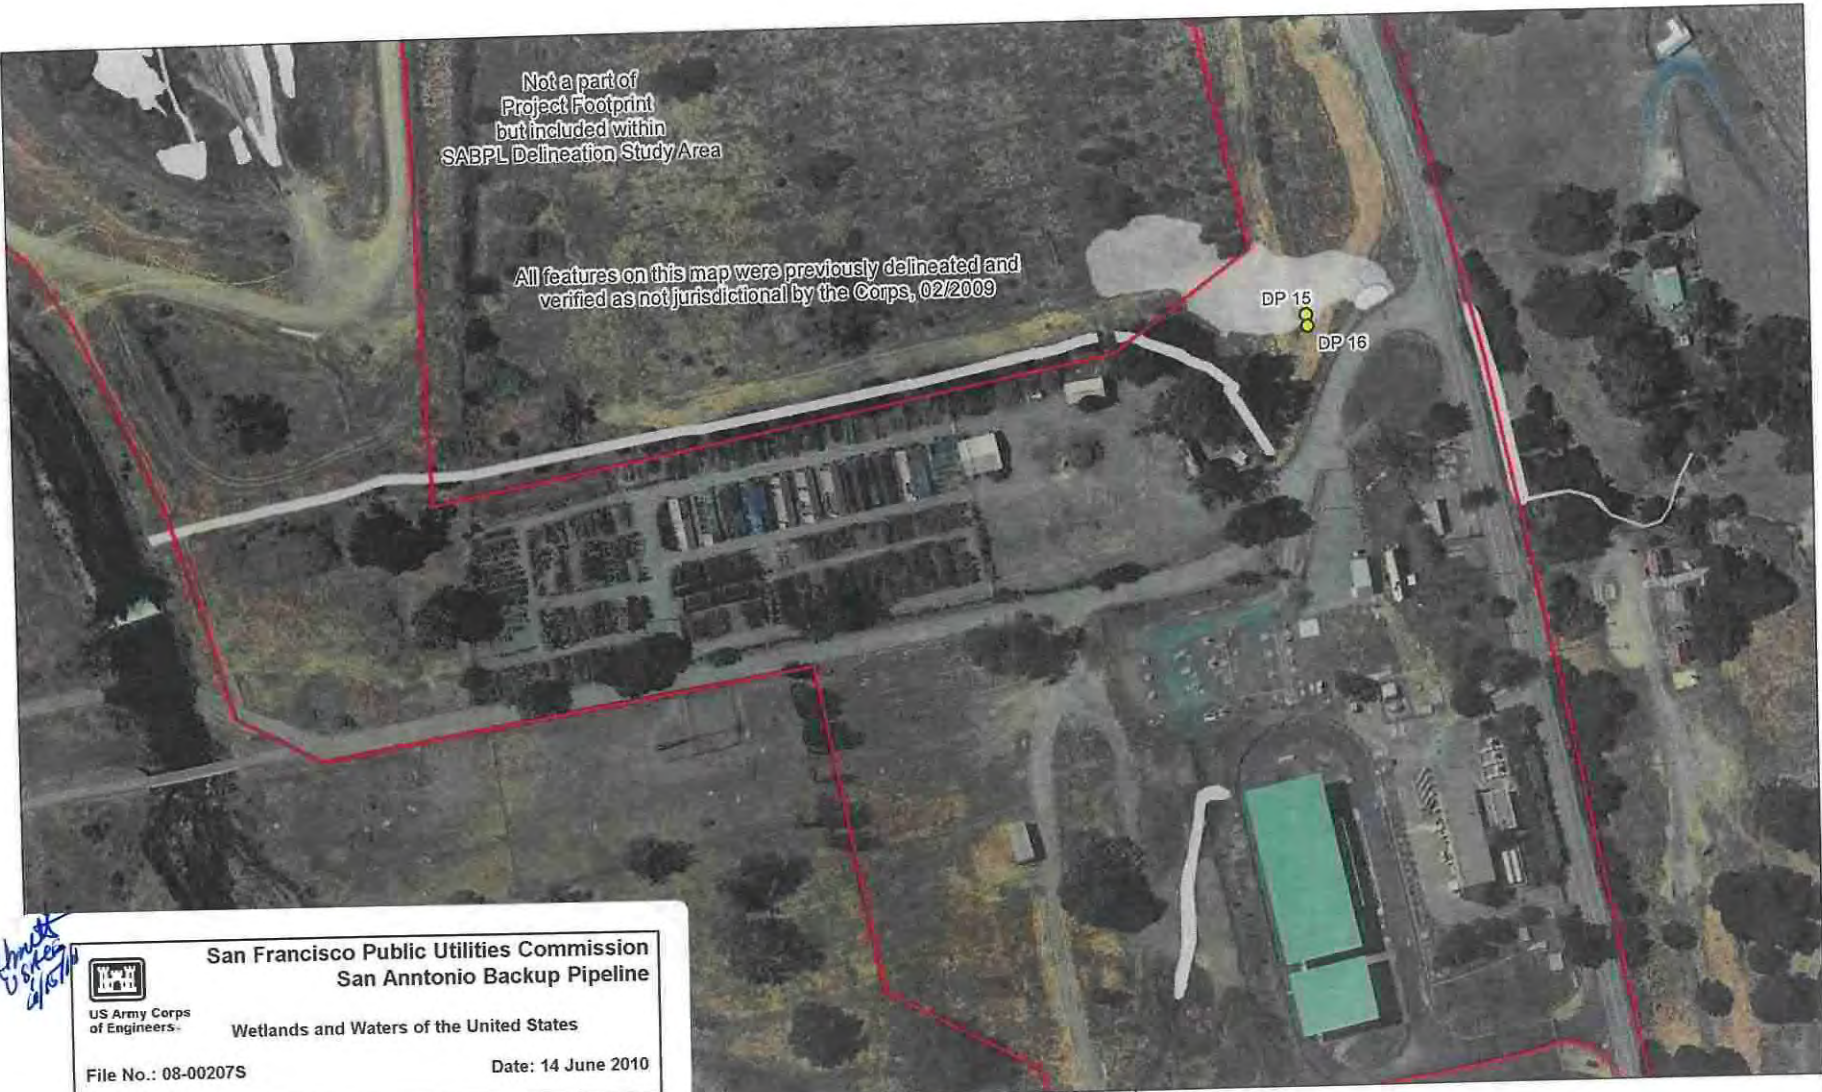 Not a part of
Project Footprint
but included within
SABPL Delineation Study Area
All features on this map were previously delineated and
verified as not jurisdictional by the Corps, 02/2009
DP 15
DP 16
San Francisco Public Utilities Commission
San Anntonio Backup Pipeline
US Army Corps
of Engineers
Wetlands and Waters of the United States
File No.: 08-00207S
Date: 14 June 2010